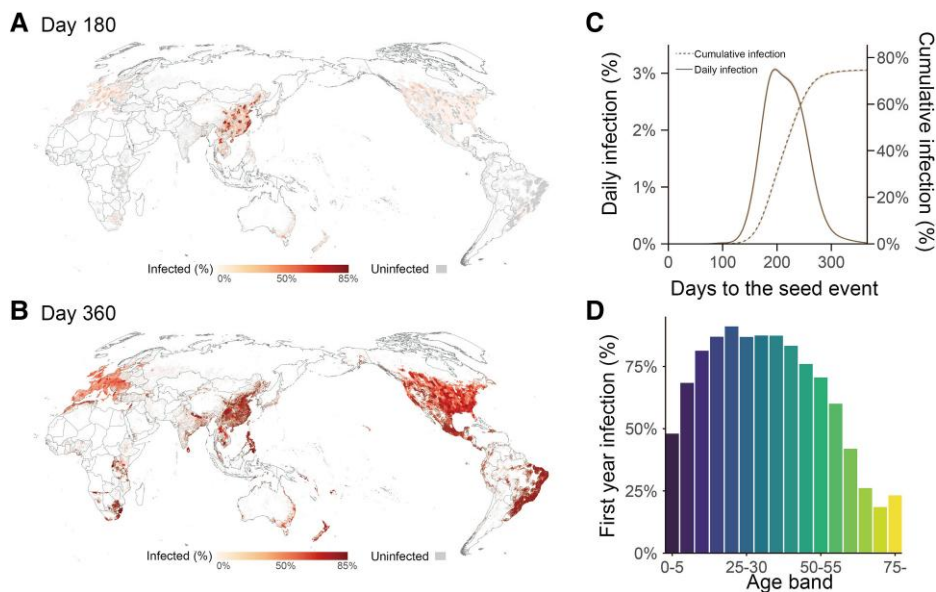 A Day 180
Infected (%)
0% 50% 85%
Uninfected
B Day 360
Infected (%)
0% 50% 85%
Uninfected
C
Cumulative infection
Daily infection
Daily infection (%)
3%
2%
1%
0%
Cumulative infection (%)
80%
60%
40%
20%
0%
0 100 200 300
Days to the seed event
D
First year infection (%)
75%
50%
25%
0%
0-5 25-30 50-55 75-
Age band